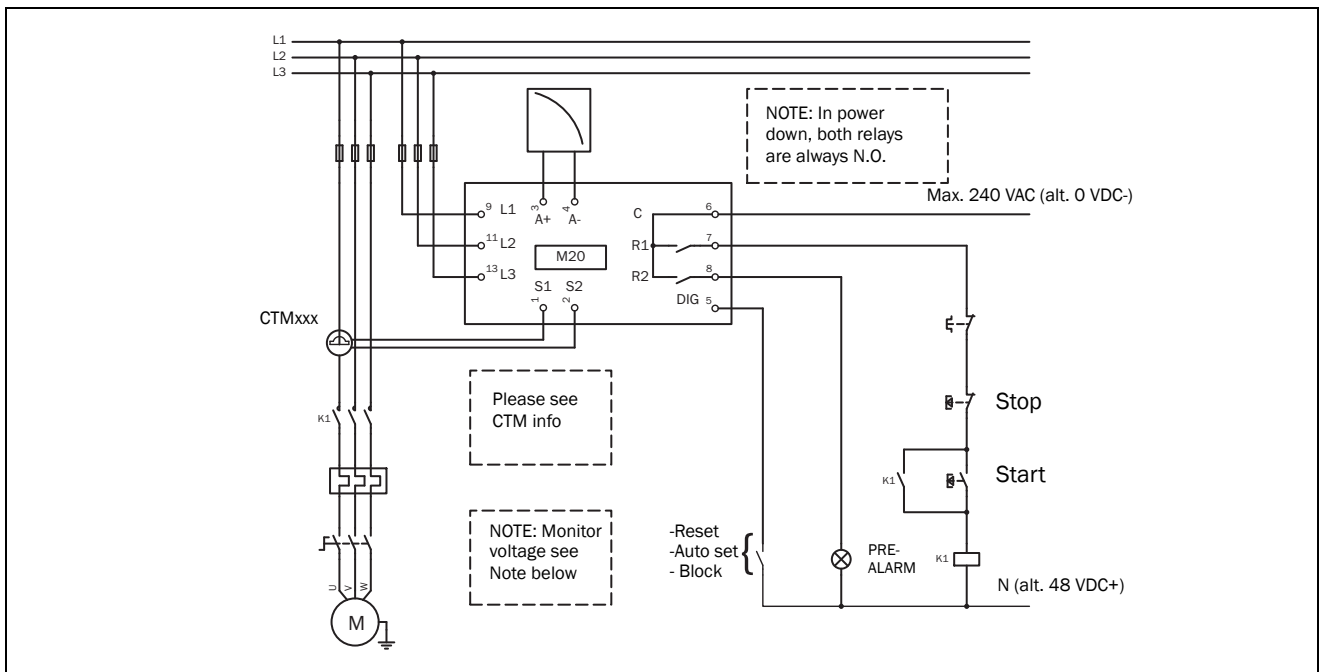 L1
L2
L3
NOTE: In power
down, both relays
are always N.O.
Max. 240 VAC (alt. 0 VDC-)
3
4
A+
A-
9
L1
11
L2
13
L3
M20
S1
S2
1
2
C
6
R1
7
R2
8
DIG
5
CTMxxx
Please see
CTM info
K1
Stop
K1
Start
NOTE: Monitor
voltage see
Note below
-Reset
-Auto set
- Block
{
PRE-
ALARM
K1
N (alt. 48 VDC+)
U
V
W
M